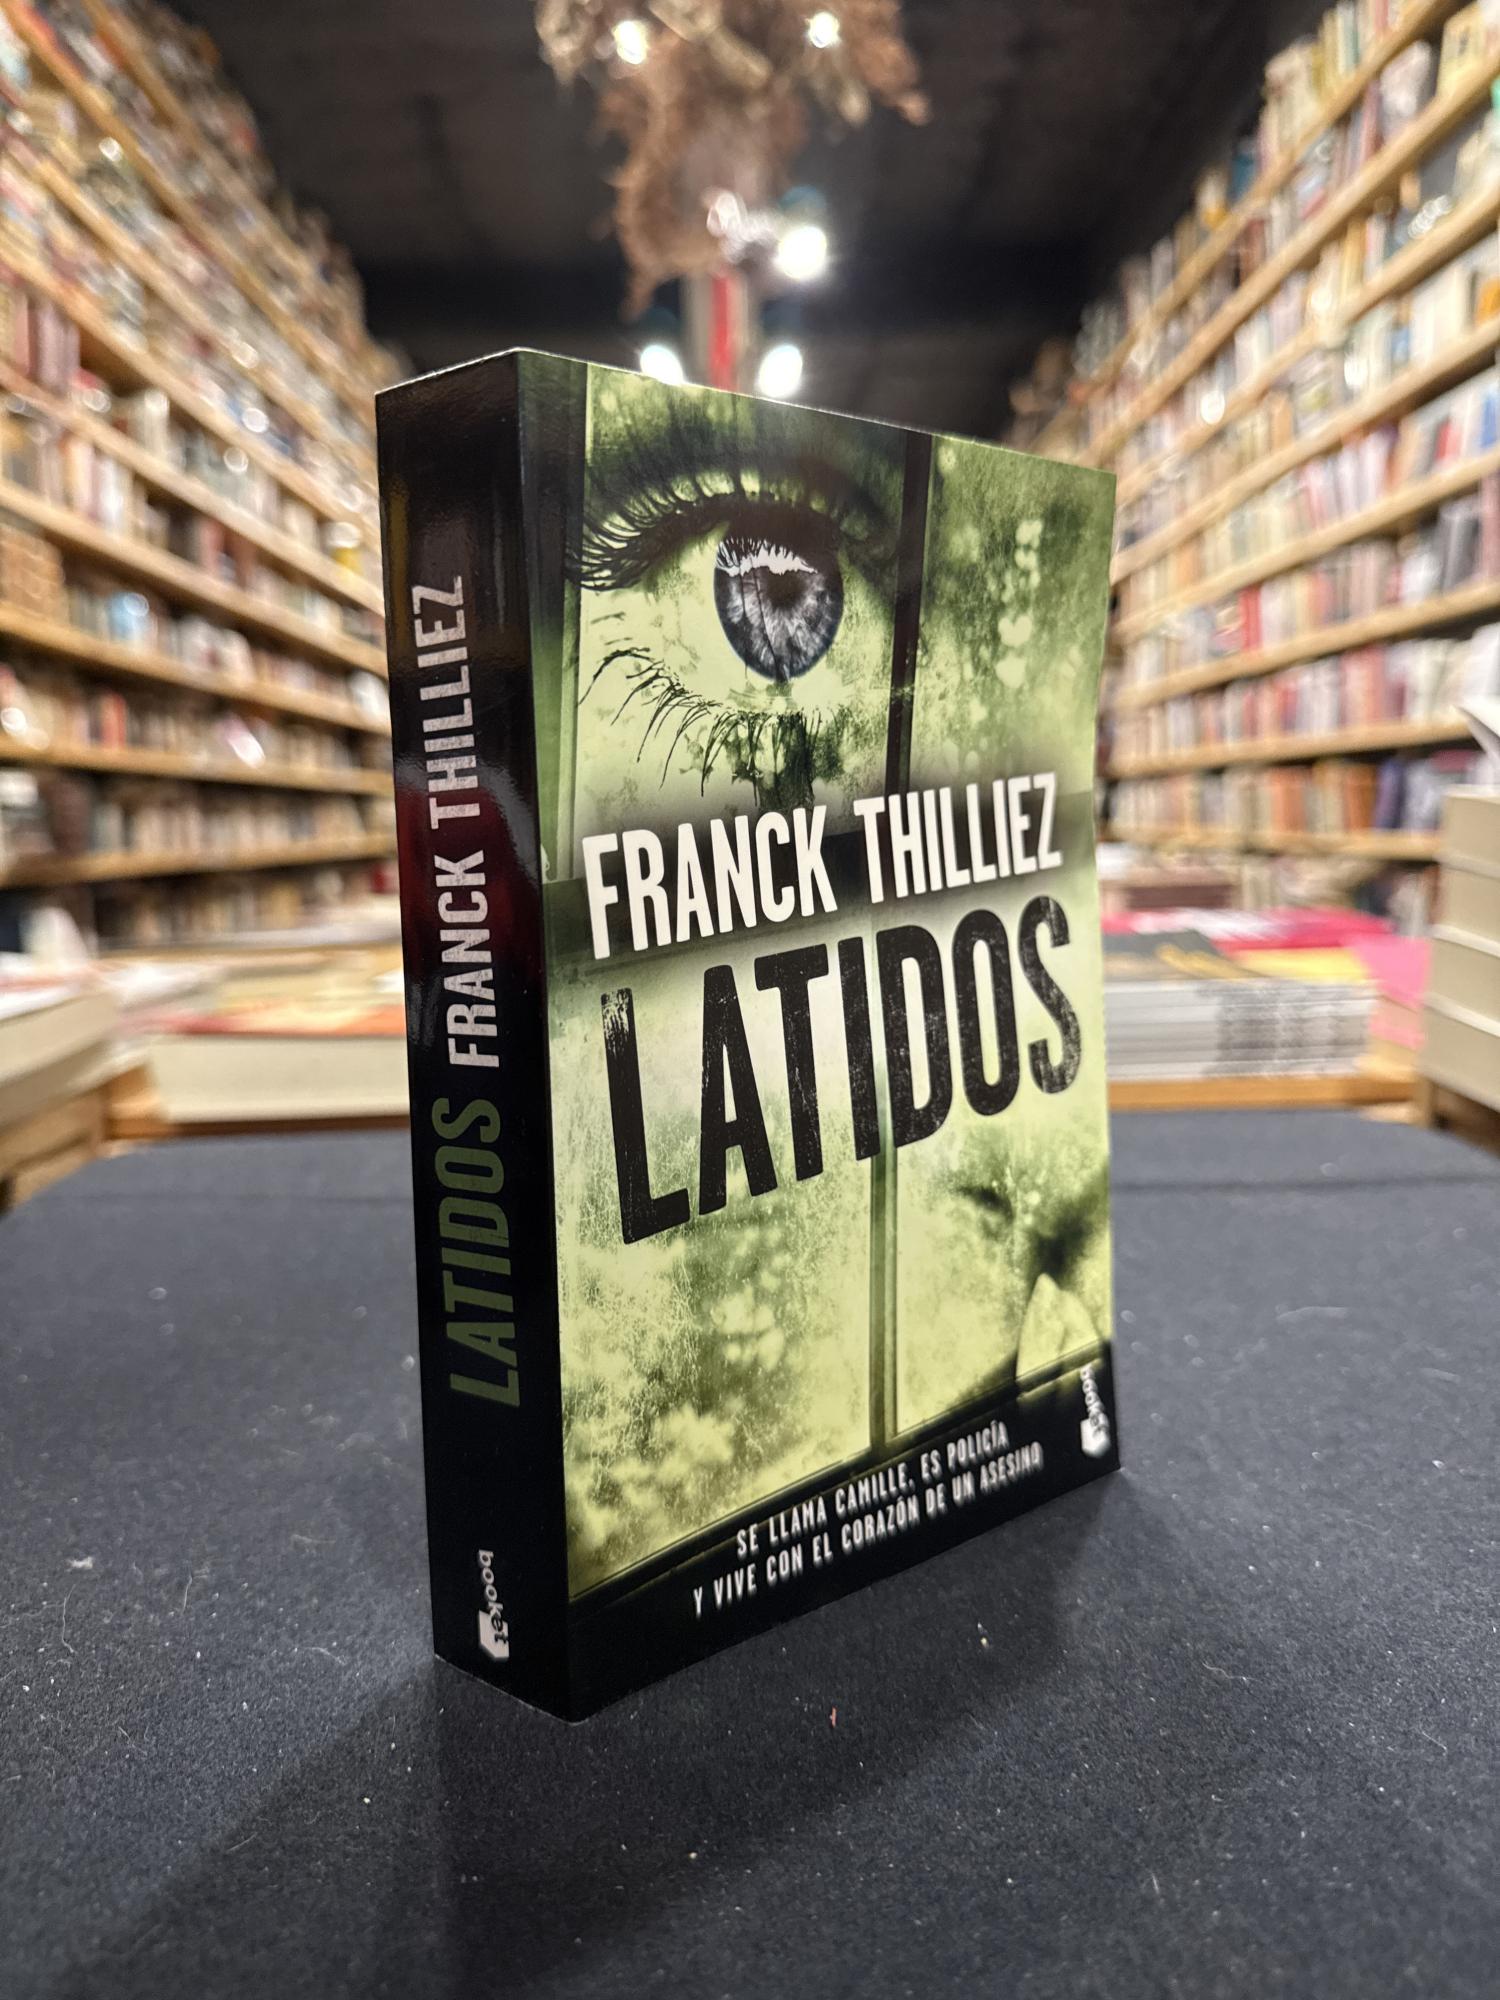 LATIDOS FRANCK THILLIEZ
booket
FRANCK THILLIEZ
LATIDOS
SE LLAMA CAMILLE, ES POLICÍA
Y VIVE CON EL CORAZÓN DE UN ASESINO
booket